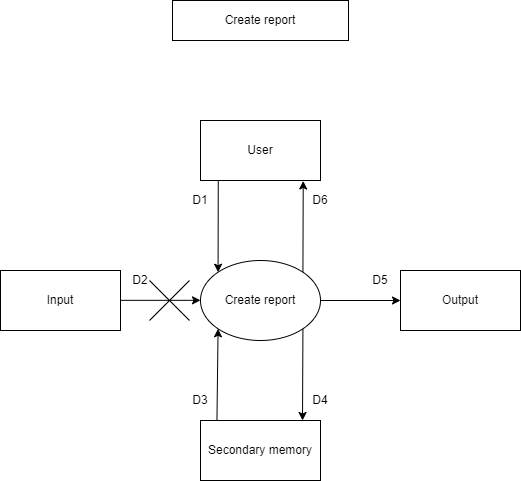 Create report
User
D1
D6
D2
D5
Input
Create report
Output
D3
D4
Secondary memory